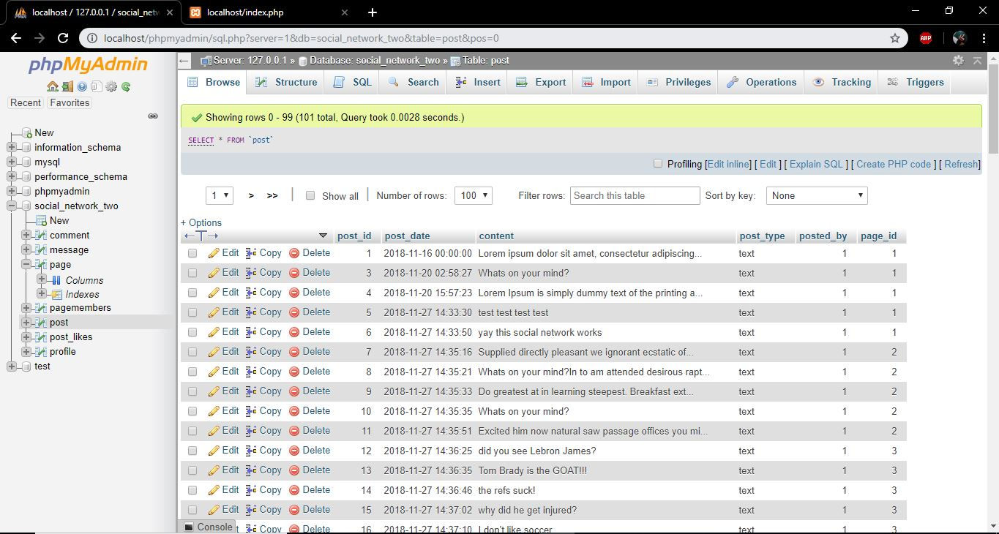 localhost / 127.0.0.1 / social_netw
localhost/index.php
localhost/phpmyadmin/sql.php?server=1&db=social_network_two&table=post&pos=0
ABP
phpMyAdmin
Recent Favorites
New
information_schema
mysql
performance_schema
phpmyadmin
social_network_two
New
comment
message
page
Columns
Indexes
pagemembers
post
post_likes
profile
test
Server: 127.0.0.1 » Database: social_network_two » Table: post
Browse Structure SQL Search Insert Export Import Privileges Operations Tracking Triggers
Showing rows 0 - 99 (101 total, Query took 0.0028 seconds.)
SELECT * FROM `post`
Profiling [Edit inline] [ Edit ] [ Explain SQL ] [ Create PHP code ] [ Refresh]
1 > >> | Show all | Number of rows: 100 Filter rows: Search this table Sort by key: None
+ Options
←T→ post_id post_date content post_type posted_by page_id
Edit Copy Delete 1 2018-11-16 00:00:00 Lorem ipsum dolor sit amet, consectetur adipiscing... text 1 1
Edit Copy Delete 3 2018-11-20 02:58:27 Whats on your mind? text 1 1
Edit Copy Delete 4 2018-11-20 15:57:23 Lorem Ipsum is simply dummy text of the printing a... text 1 1
Edit Copy Delete 5 2018-11-27 14:33:30 test test test test text 1 1
Edit Copy Delete 6 2018-11-27 14:33:50 yay this social network works text 1 1
Edit Copy Delete 7 2018-11-27 14:35:16 Supplied directly pleasant we ignorant ecstatic of... text 1 2
Edit Copy Delete 8 2018-11-27 14:35:21 Whats on your mind?In to am attended desirous rapt... text 1 2
Edit Copy Delete 9 2018-11-27 14:35:33 Do greatest at in learning steepest. Breakfast ext... text 1 2
Edit Copy Delete 10 2018-11-27 14:35:35 Whats on your mind? text 1 2
Edit Copy Delete 11 2018-11-27 14:35:51 Excited him now natural saw passage offices you mi... text 1 2
Edit Copy Delete 12 2018-11-27 14:36:25 did you see Lebron James? text 1 3
Edit Copy Delete 13 2018-11-27 14:36:35 Tom Brady is the GOAT!!! text 1 3
Edit Copy Delete 14 2018-11-27 14:36:46 the refs suck! text 1 3
Edit Copy Delete 15 2018-11-27 14:37:02 why did he get injured? text 1 3
Console Copy Delete 16 2018-11-27 14:37:10 I don't like soccer text 1 3